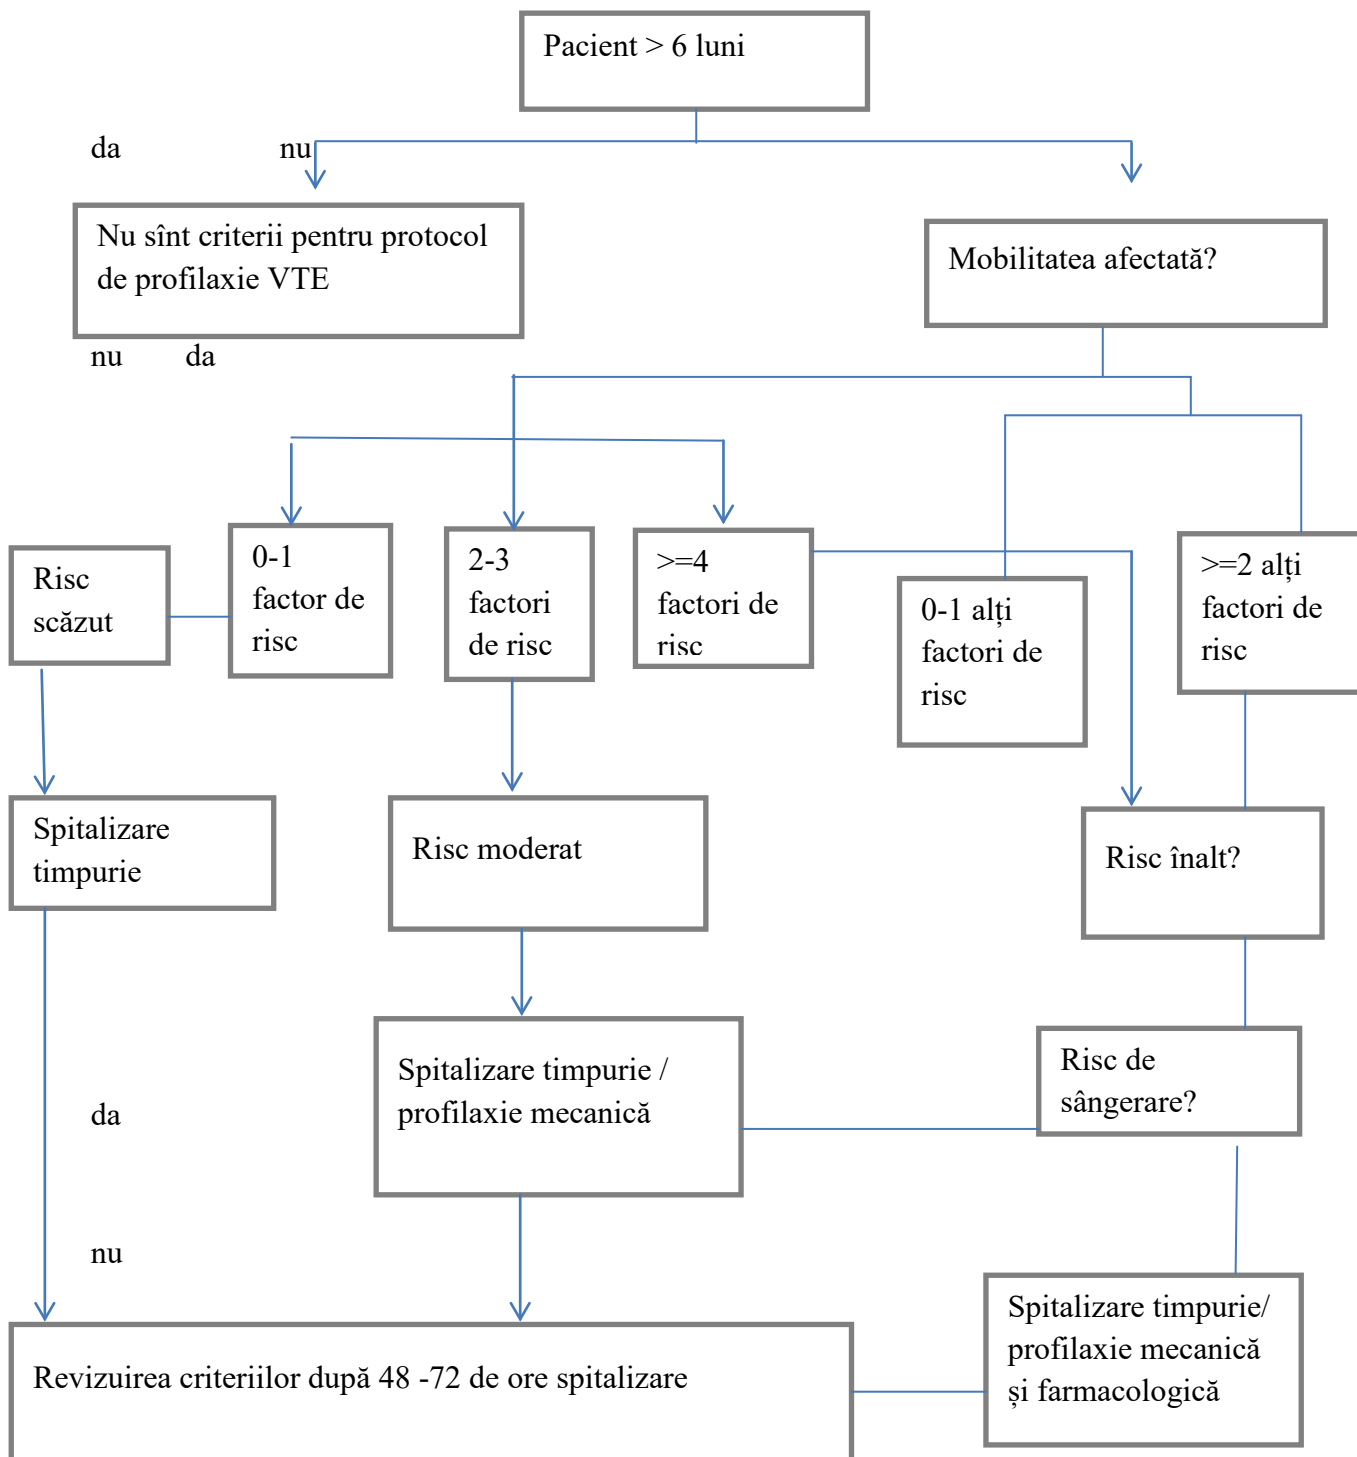 Pacient > 6 luni
da nu
Nu sînt criterii pentru protocol
de profilaxie VTE
Mobilitatea afectată?
nu da
Risc
scăzut
0-1
factor de
risc
2-3
factori
de risc
>=4
factori de
risc
0-1 alți
factori de
risc
>=2 alți
factori de
risc
Spitalizare
timpurie
Risc moderat
Risc înalt?
Spitalizare timpurie /
profilaxie mecanică
Risc de
sângerare?
da
nu
Spitalizare timpurie/
profilaxie mecanică
și farmacologică
Revizuirea criteriilor după 48 -72 de ore spitalizare